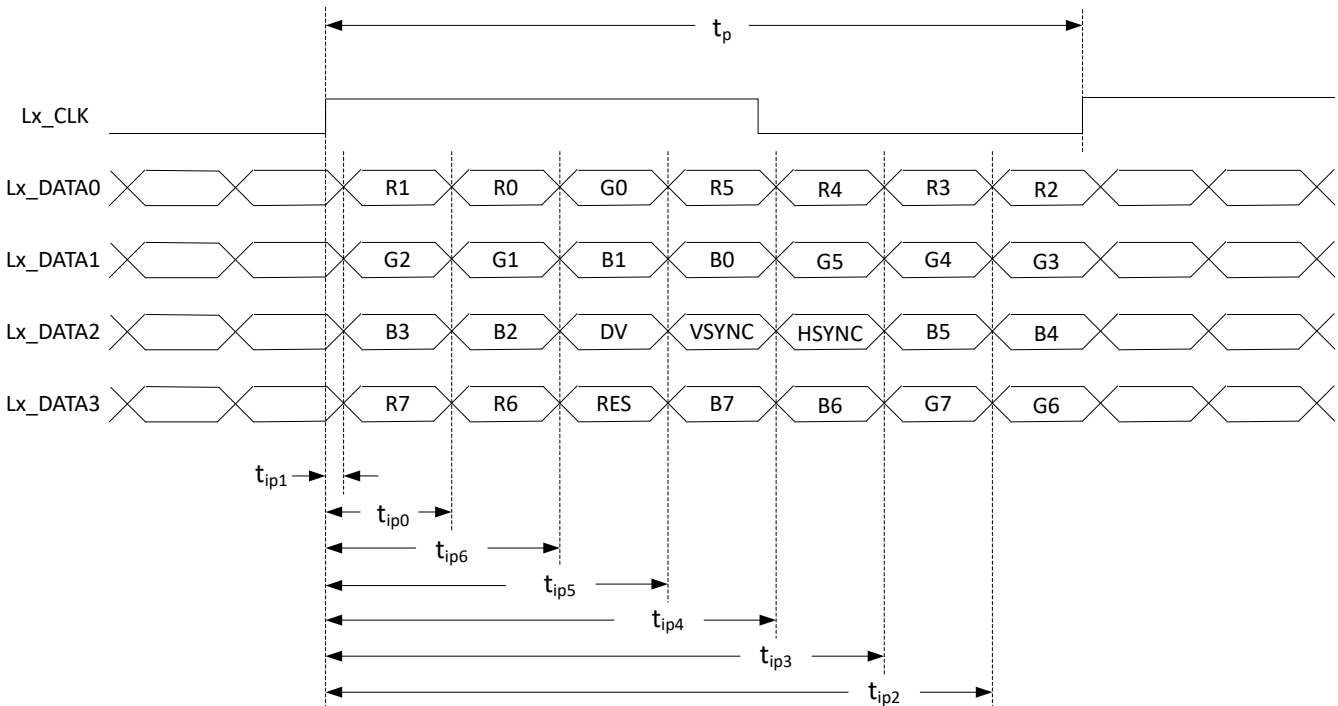 tp
Lx_CLK
Lx_DATA0 R1 R0 G0 R5 R4 R3 R2
Lx_DATA1 G2 G1 B1 B0 G5 G4 G3
Lx_DATA2 B3 B2 DV VSYNC HSYNC B5 B4
Lx_DATA3 R7 R6 RES B7 B6 G7 G6
tip1
tip0
tip6
tip5
tip4
tip3
tip2